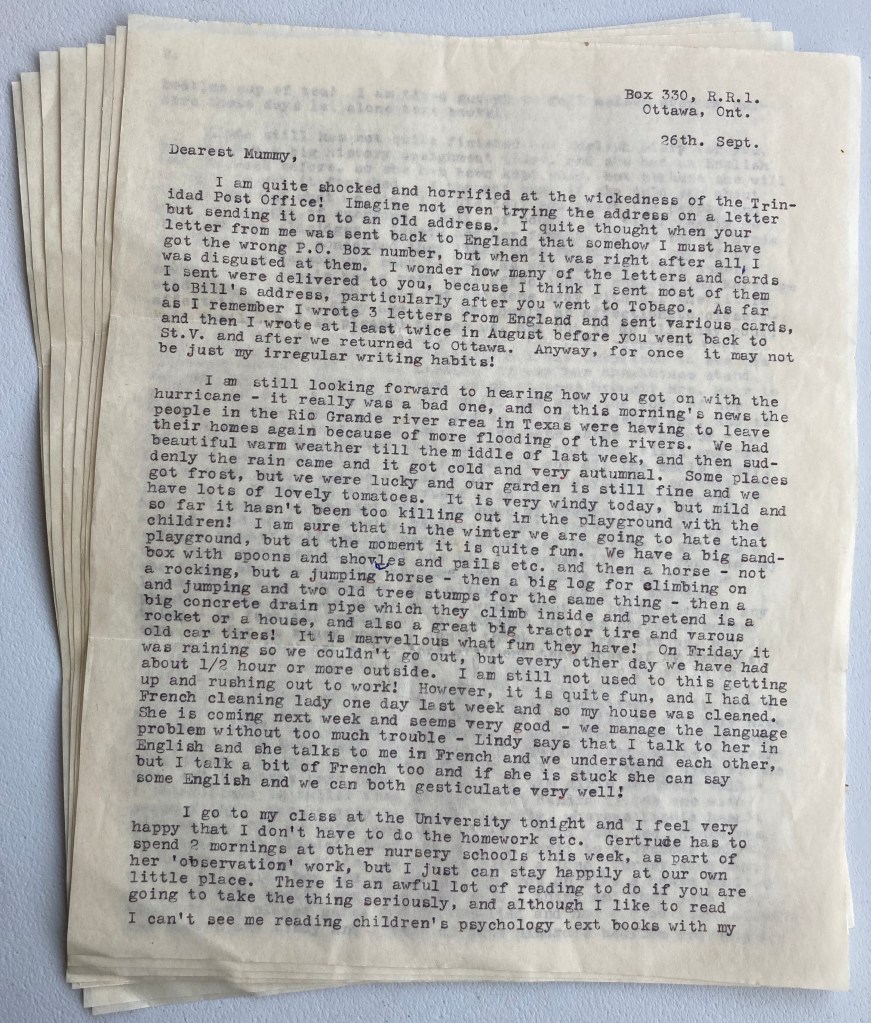 Box 330, R.R.1.
Ottawa, Ont.
26th. Sept.
Dearest Mummy,
I am quite shocked and horrified at the wickedness of the Trin-
idad Post Office! Imagine not even trying the address on a letter
but sending it on to an old address. I quite thought when your
letter from me was sent back to England that somehow I must have
got the wrong P.O. Box number, but when it was right after all, I
was disgusted at them. I wonder how many of the letters and cards
I sent were delivered to you, because I think I sent most of them
to Bill's address, particularly after you went to Tobago. As far
as I remember I wrote 3 letters from England and sent various cards,
and then I wrote at least twice in August before you went back to
St.V. and after we returned to Ottawa. Anyway, for once it may not
be just my irregular writing habits!
I am still looking forward to hearing how you got on with the
hurricane - it really was a bad one, and on this morning's news the
people in the Rio Grande river area in Texas were having to leave
their homes again because of more flooding of the rivers. We had
beautiful warm weather till the middle of last week, and then sud-
denly the rain came and it got cold and very autumnal. Some places
got frost, but we were lucky and our garden is still fine and we
have lots of lovely tomatoes. It is very windy today, but mild and
so far it hasn't been too killing out in the playground with the
children! I am sure that in the winter we are going to hate that
playground, but at the moment it is quite fun. We have a big sand-
box with spoons and shovles and pails etc. and then a horse - not
a rocking, but a jumping horse - then a big log for climbing on
and jumping and two old tree stumps for the same thing - then a
big concrete drain pipe which they climb inside and pretend is a
rocket or a house, and also a great big tractor tire and varous
old car tires! It is marvellous what fun they have! On Friday it
was raining so we couldn't go out, but every other day we have had
about 1/2 hour or more outside. I am still not used to this getting
up and rushing out to work! However, it is quite fun, and I had the
French cleaning lady one day last week and so my house was cleaned.
She is coming next week and seems very good - we manage the language
problem without too much trouble - Lindy says that I talk to her in
English and she talks to me in French and we understand each other,
but I talk a bit of French too and if she is stuck she can say
some English and we can both gesticulate very well!
I go to my class at the University tonight and I feel very
happy that I don't have to do the homework etc. Gertrude has to
spend 2 mornings at other nursery schools this week, as part of
her 'observation' work, but I just can stay happily at our own
little place. There is an awful lot of reading to do if you are
going to take the thing seriously, and although I like to read
I can't see me reading children's psychology text books with my